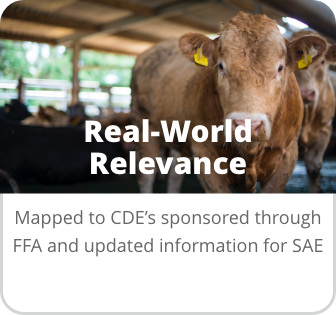 Real-World
Relevance
Mapped to CDE’s sponsored through
FFA and updated information for SAE